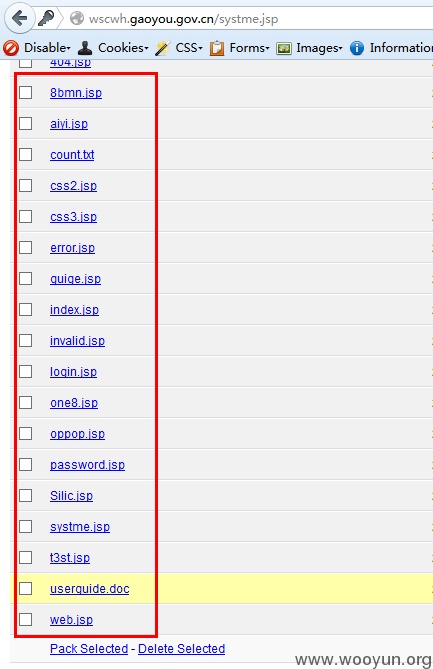 wscwh.gaoyou.gov.cn/systme.jsp
Disable Cookies CSS Forms Images Information
404.jsp
8bmn.jsp
aiyi.jsp
count.txt
css2.jsp
css3.jsp
error.jsp
guige.jsp
index.jsp
invalid.jsp
login.jsp
one8.jsp
oppop.jsp
password.jsp
Silic.jsp
systme.jsp
t3st.jsp
userguide.doc
web.jsp
Pack Selected - Delete Selected
www.wooyun.org